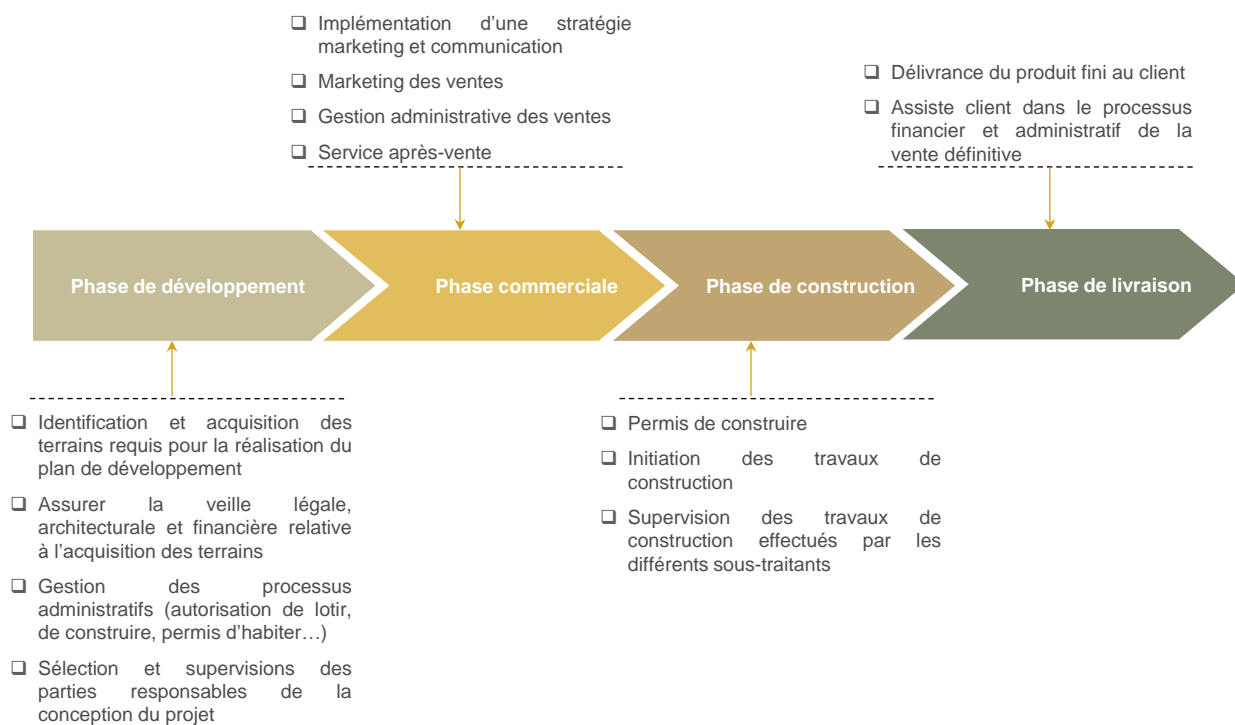 ❑ Implémentation d’une stratégie
marketing et communication
❑ Marketing des ventes
❑ Gestion administrative des ventes
❑ Service après-vente
❑ Délivrance du produit fini au client
❑ Assiste client dans le processus
financier et administratif de la
vente définitive
Phase de développement
Phase commerciale
Phase de construction
Phase de livraison
❑ Identification et acquisition des
terrains requis pour la réalisation du
plan de développement
❑ Assurer la veille légale,
architecturale et financière relative
à l’acquisition des terrains
❑ Gestion des processus
administratifs (autorisation de lotir,
de construire, permis d’habiter…)
❑ Sélection et supervisions des
parties responsables de la
conception du projet
❑ Permis de construire
❑ Initiation des travaux de
construction
❑ Supervision des travaux de
construction effectués par les
différents sous-traitants